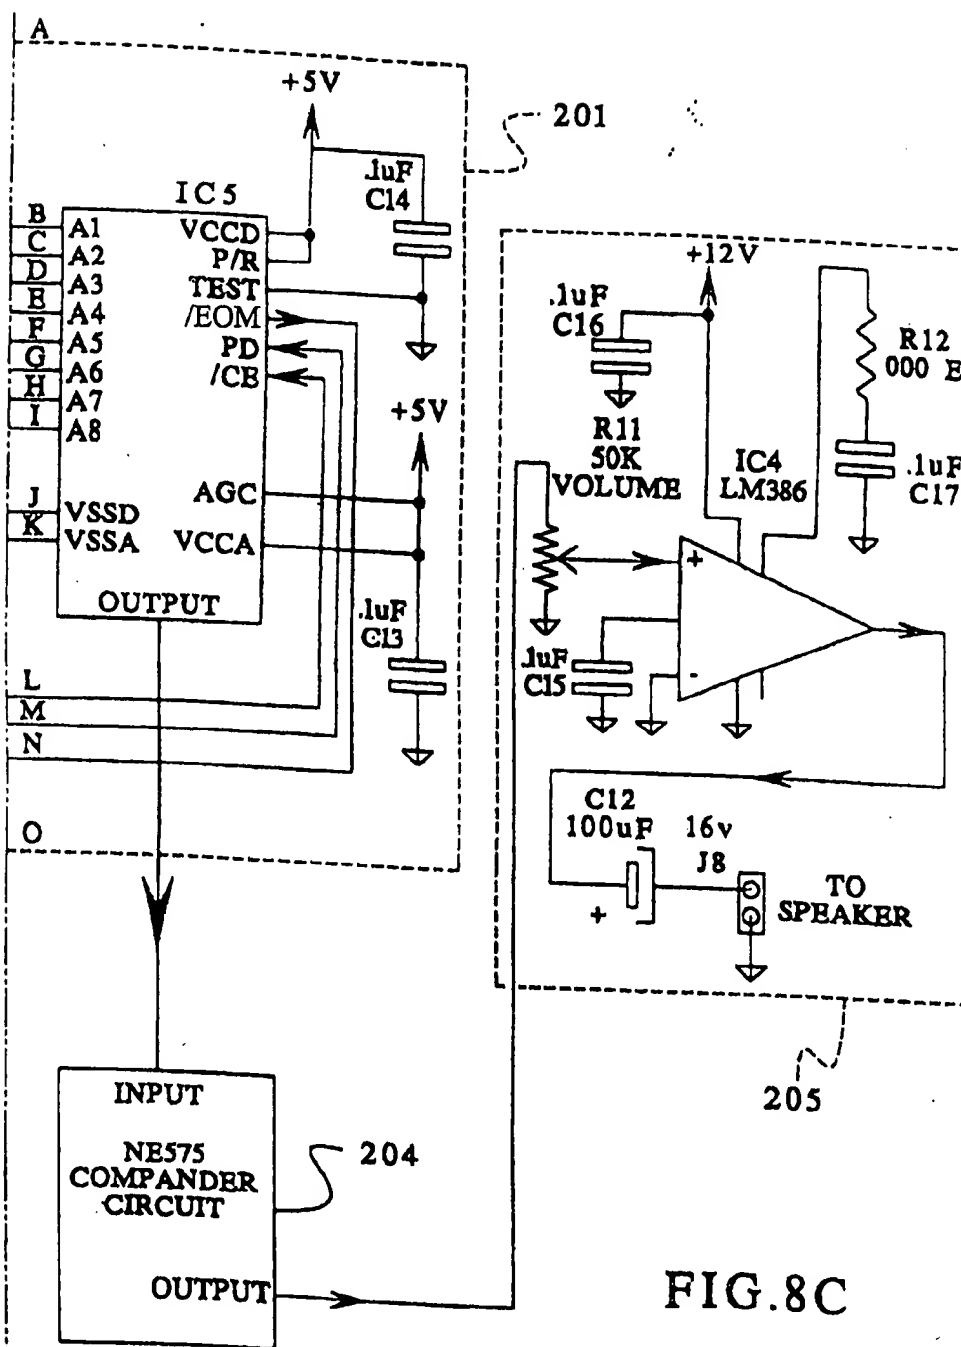 A
+5V
201
.1uF
C14
IC5
B
C
D
E
F
G
H
I
J
K
A1
A2
A3
A4
A5
A6
A7
A8
VSSD
VSSA
VCCD
P/R
TEST
/EOM
PD
/CE
AGC
VCCA
OUTPUT
+5V
.1uF
C13
L
M
N
O
+12V
.1uF
C16
R11
50K
VOLUME
IC4
LM386
R12
000 E
.1uF
C17
+
-
.1uF
C15
C12
100uF 16v
J8
+
TO
SPEAKER
205
INPUT
NE575
COMPANDER
CIRCUIT
204
OUTPUT
FIG.8C